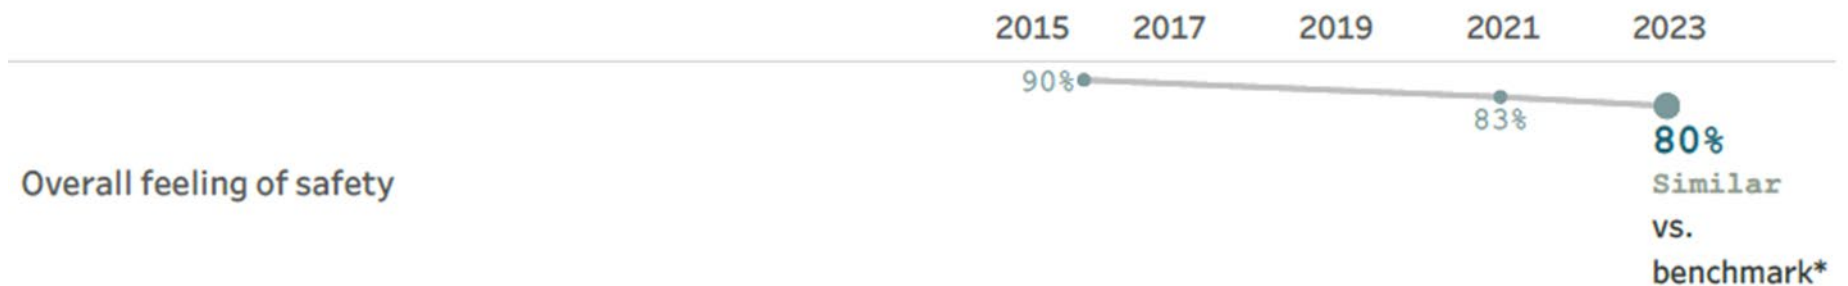 2015 2017 2019 2021 2023
90%
83%
80%
Overall feeling of safety
Similar
vs.
benchmark*